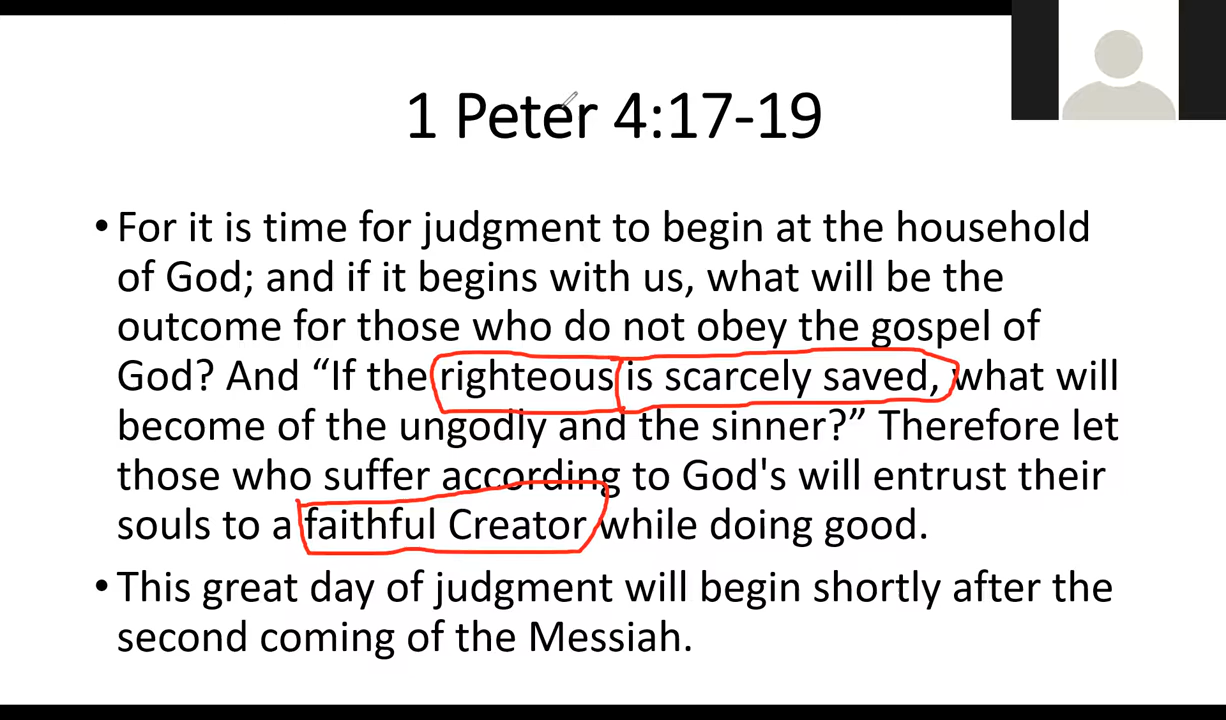 1 Peter 4:17-19
• For it is time for judgment to begin at the household
of God; and if it begins with us, what will be the
outcome for those who do not obey the gospel of
God? And “If the righteous is scarcely saved, what will
become of the ungodly and the sinner?” Therefore let
those who suffer according to God's will entrust their
souls to a faithful Creator while doing good.
• This great day of judgment will begin shortly after the
second coming of the Messiah.